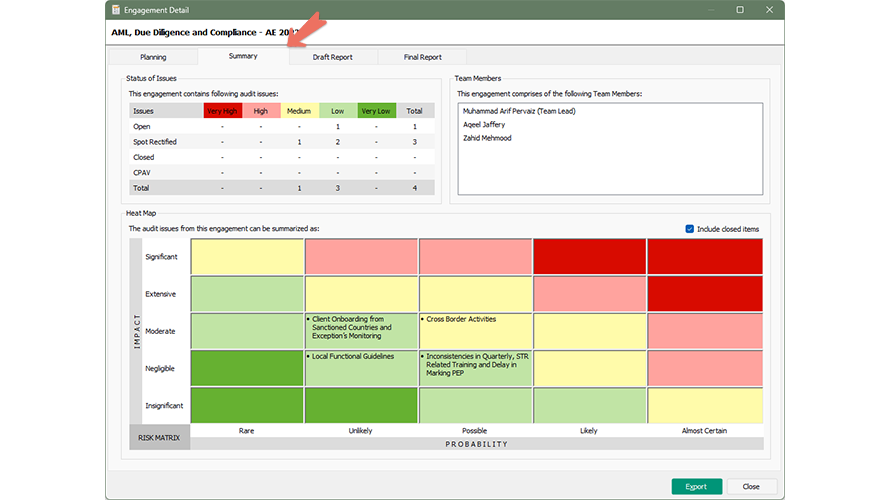 Engagement Detail
AML, Due Diligence and Compliance - AE
Planning
Summary
Draft Report
Final Report
Status of Issues
This engagement contains following audit issues:
Issues Very High High Medium Low Very Low Total
Open - - - 1 - 1
Spot Rectified - - 1 2 - 3
Closed - - - - - -
CPAV - - - - - -
Total - - 1 3 - 4
Team Members
This engagement comprises of the following Team Members:
Muhammad Arif Pervaiz (Team Lead)
Aqeel Jaffery
Zahid Mehmood
Heat Map
The audit issues from this engagement can be summarized as:
Include closed items
IMPACT
Significant
Extensive
Moderate
• Client Onboarding from
Sanctioned Countries and
Exception's Monitoring
• Cross Border Activities
Negligible
• Local Functional Guidelines
• Inconsistencies in Quarterly, STR
Related Training and Delay in
Marking PEP
Insignificant
RISK MATRIX
Rare
Unlikely
Possible
Likely
Almost Certain
PROBABILITY
Export
Close